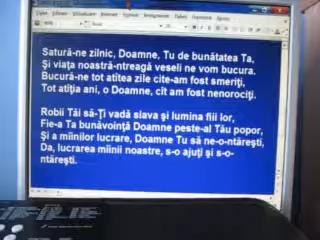 Satură-ne zilnic, Doamne, Tu de bunătatea Ta,
Şi viaţa noastră-ntreagă veseli ne vom bucura.
Bucură-ne tot atîtea zile cite-am fost smeriţi,
Tot atîţia ani, o Doamne, cît am fost nenorociţi.
Robii Tăi să-Ţi vadă slava şi lumina fiii lor,
Fie-a Ta bunăvoinţă Doamne peste-al Tău popor,
Şi a mîinilor lucrare, Doamne Tu să ne-o-ntăreşti,
Da, lucrarea mîinii noastre, s-o ajuţi şi s-o-
ntăreşti.